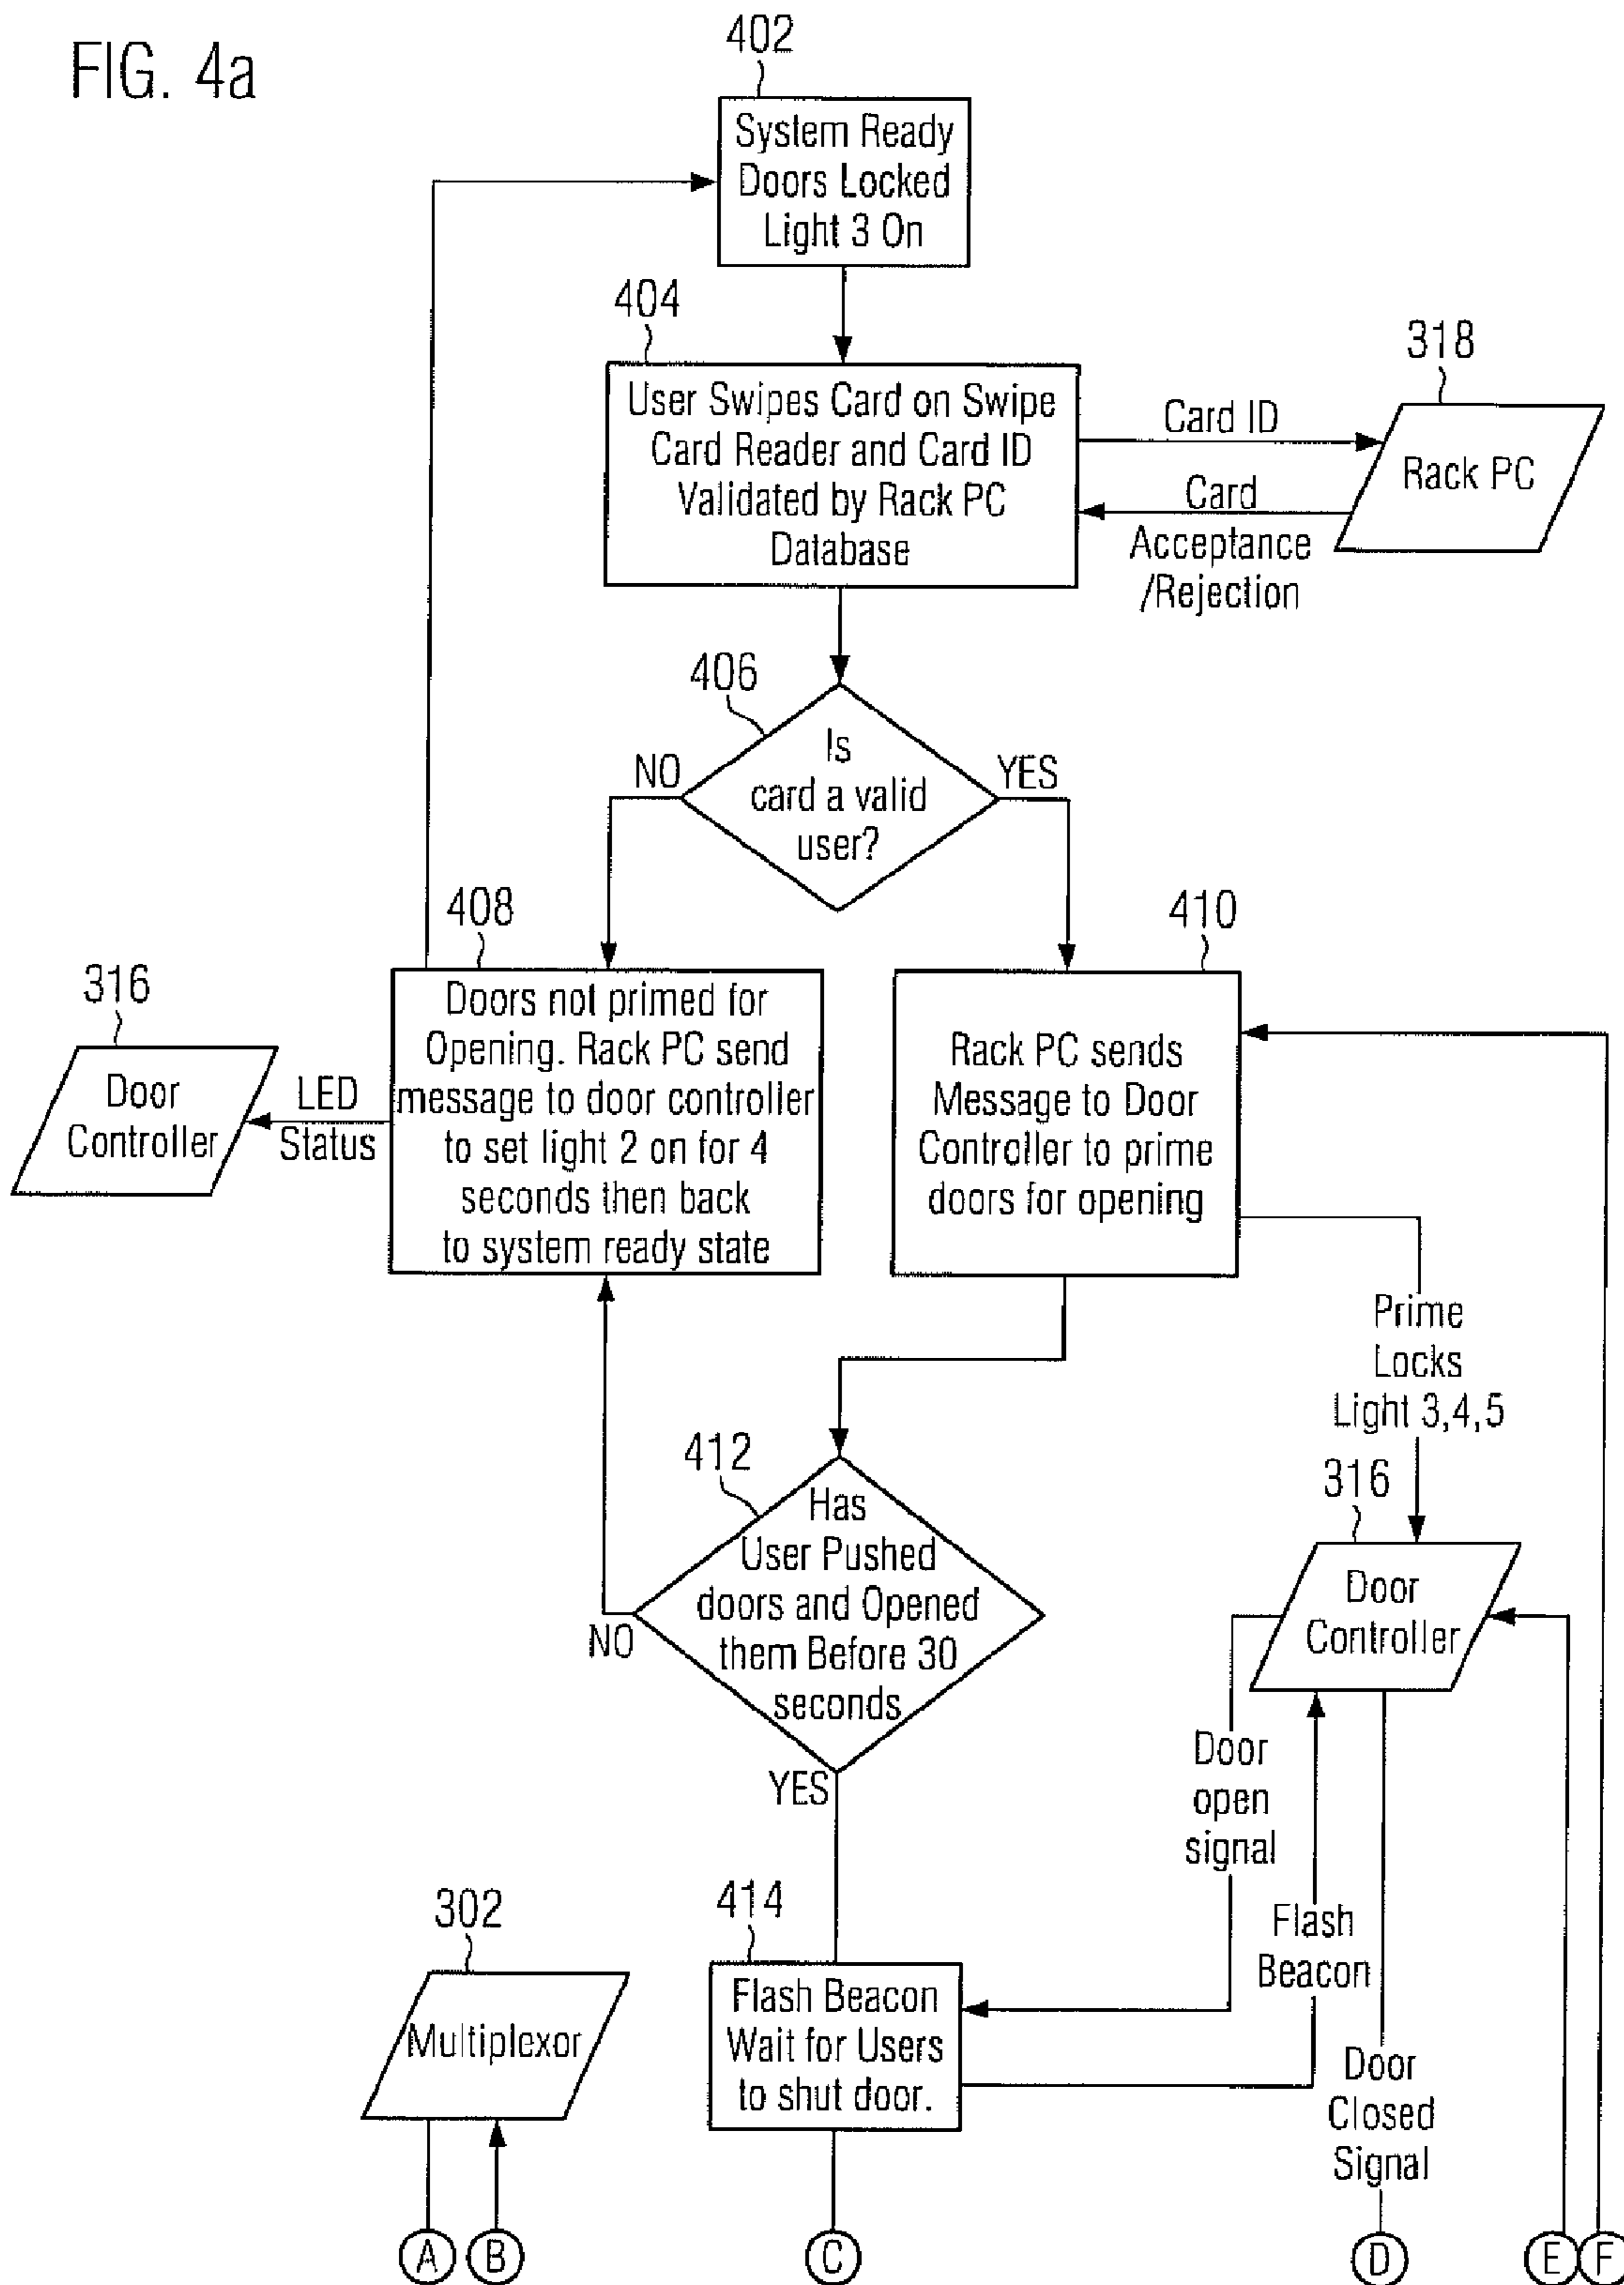 FIG. 4a
402
System Ready
Doors Locked
Light 3 On
404
User Swipes Card on Swipe
Card Reader and Card ID
Validated by Rack PC
Database
Card ID
Card
Acceptance
/Rejection
318
Rack PC
406
Is
card a valid
user?
NO
YES
408
Doors not primed for
Opening. Rack PC send
message to door controller
to set light 2 on for 4
seconds then back
to system ready state
LED
Status
316
Door
Controller
410
Rack PC sends
Message to Door
Controller to prime
doors for opening
Prime
Locks
Light 3,4,5
412
Has
User Pushed
doors and Opened
them Before 30
seconds
NO
YES
316
Door
Controller
Door
open
signal
Flash
Beacon
Door
Closed
Signal
414
Flash Beacon
Wait for Users
to shut door.
302
Multiplexor
A
B
C
D
E
F